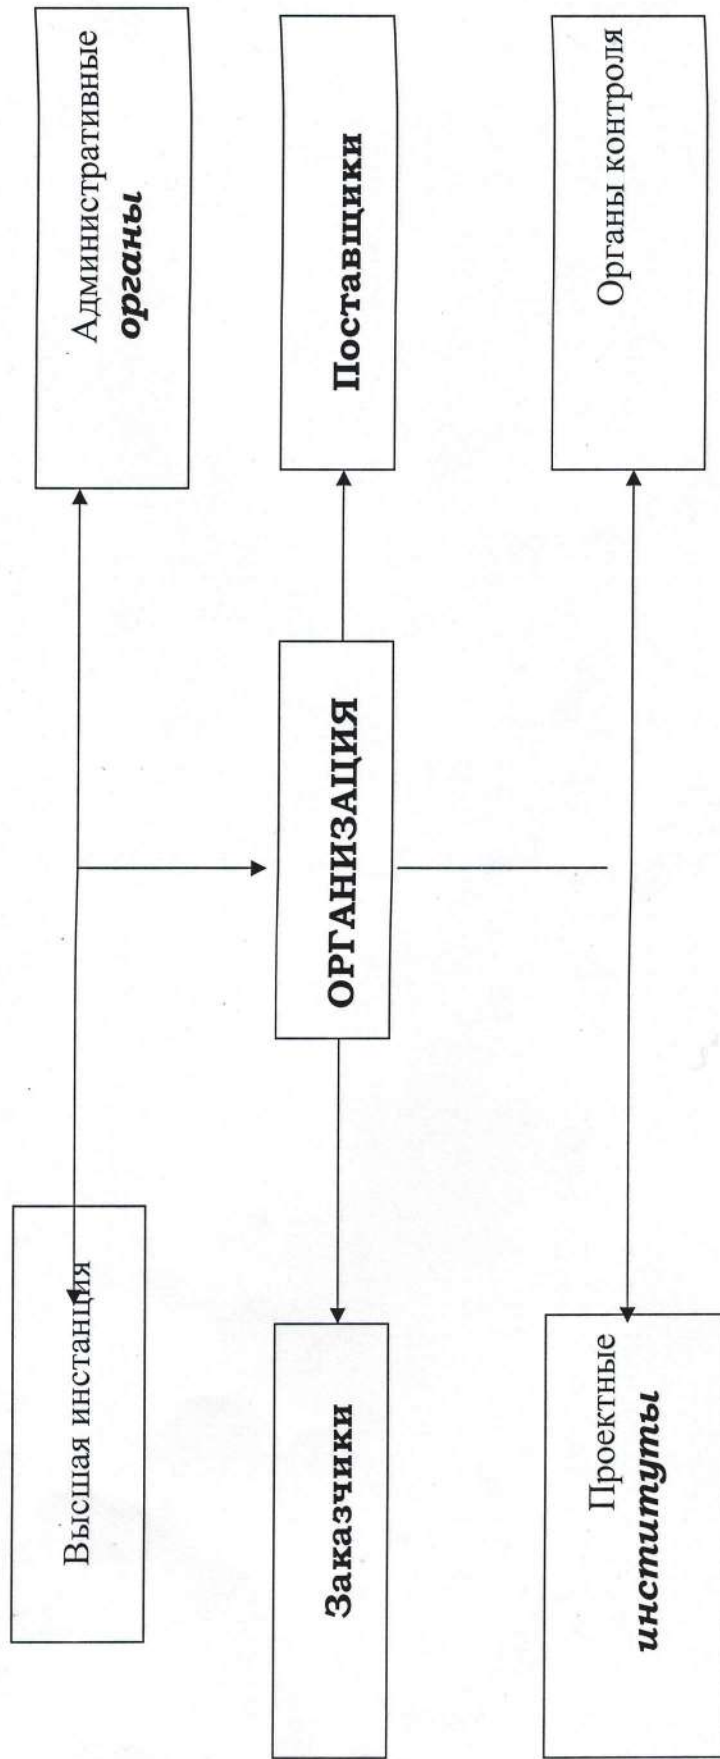 Высшая инстанция
Административные
органы
Заказчики
ОРГАНИЗАЦИЯ
Поставщики
Проектные
институты
Органы контроля